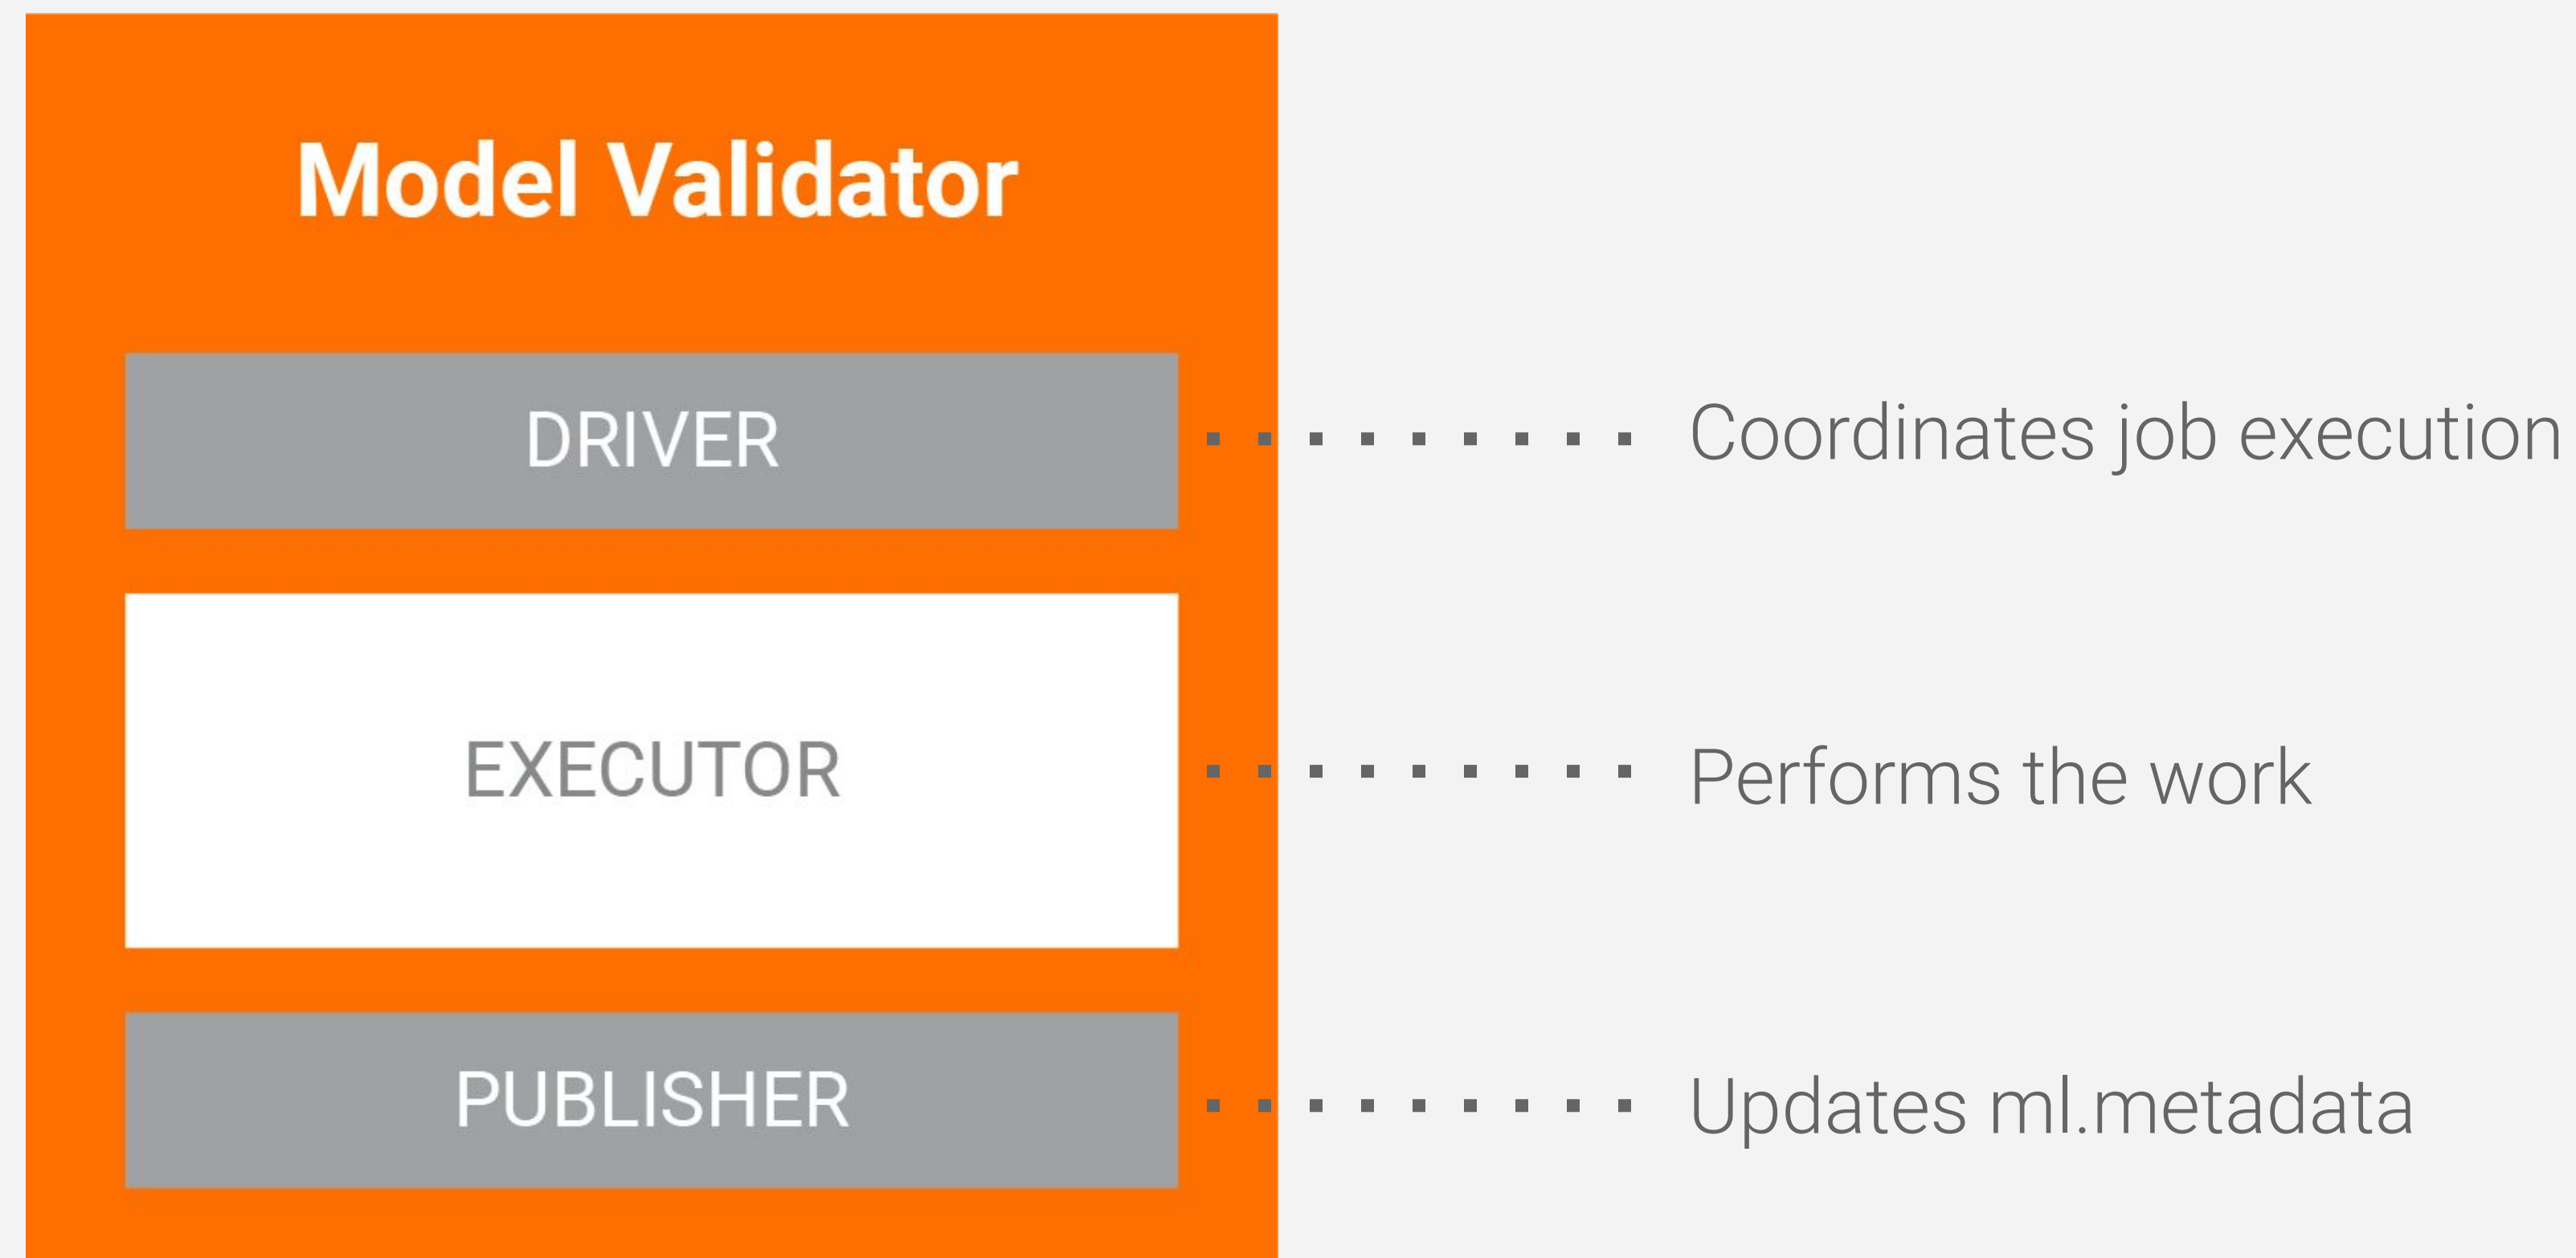 Model Validator
DRIVER
Coordinates job execution
EXECUTOR
Performs the work
PUBLISHER
Updates ml.metadata